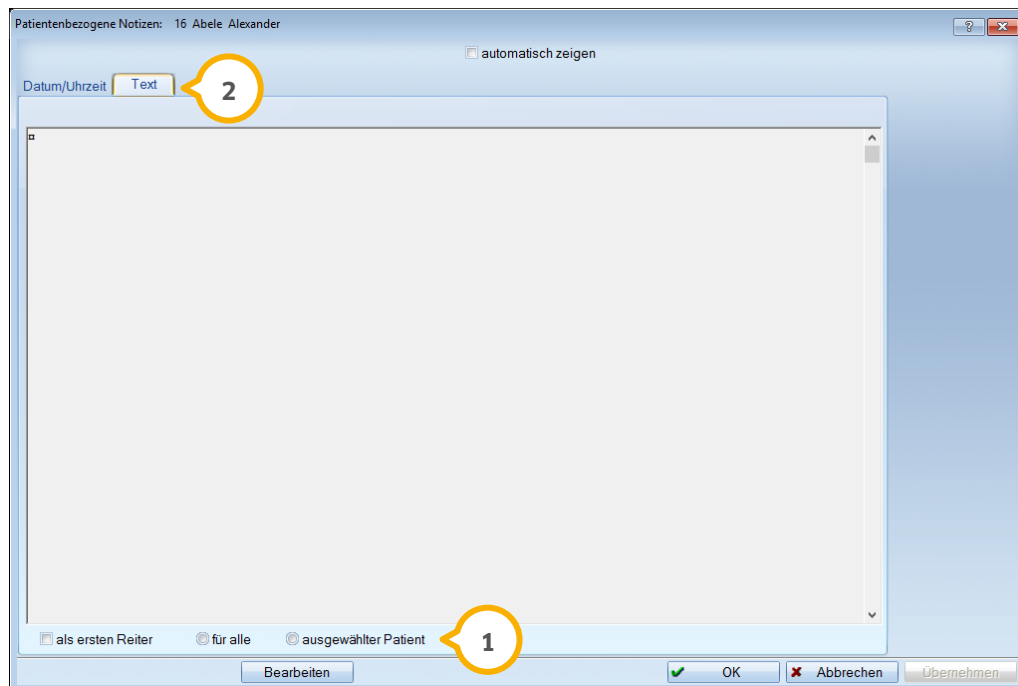 Patientenbezogene Notizen: 16 Abele Alexander
?
automatisch zeigen
Datum/Uhrzeit Text 2
¤
als ersten Reiter für alle ausgewählter Patient 1
Bearbeiten OK Abbrechen Übernehmen